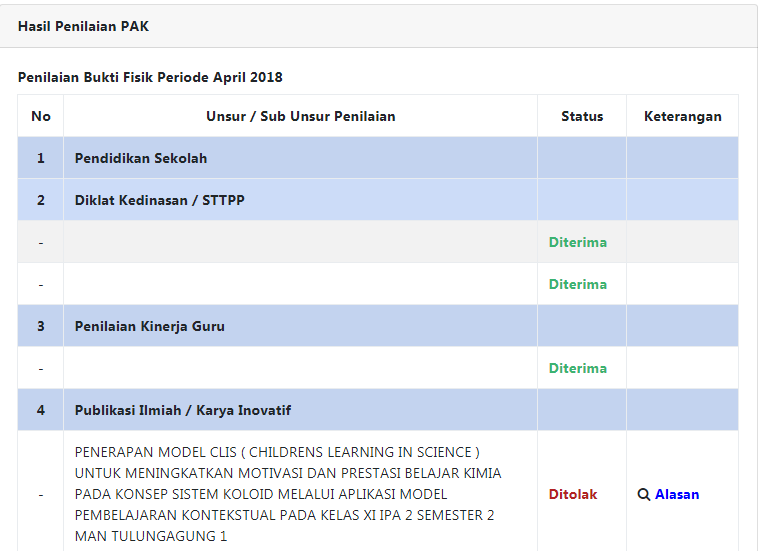 Hasil Penilaian PAK
Penilaian Bukti Fisik Periode April 2018
No Unsur / Sub Unsur Penilaian Status Keterangan
1 Pendidikan Sekolah
2 Diklat Kedinasan / STTPP
- Diterima
- Diterima
3 Penilaian Kinerja Guru
- Diterima
4 Publikasi Ilmiah / Karya Inovatif
PENERAPAN MODEL CLIS ( CHILDRENS LEARNING IN SCIENCE )
UNTUK MENINGKATKAN MOTIVASI DAN PRESTASI BELAJAR KIMIA
- PADA KONSEP SISTEM KOLOID MELALUI APLIKASI MODEL Ditolak Alasan
PEMBELAJARAN KONTEKSTUAL PADA KELAS XI IPA 2 SEMESTER 2
MAN TULUNGAGUNG 1